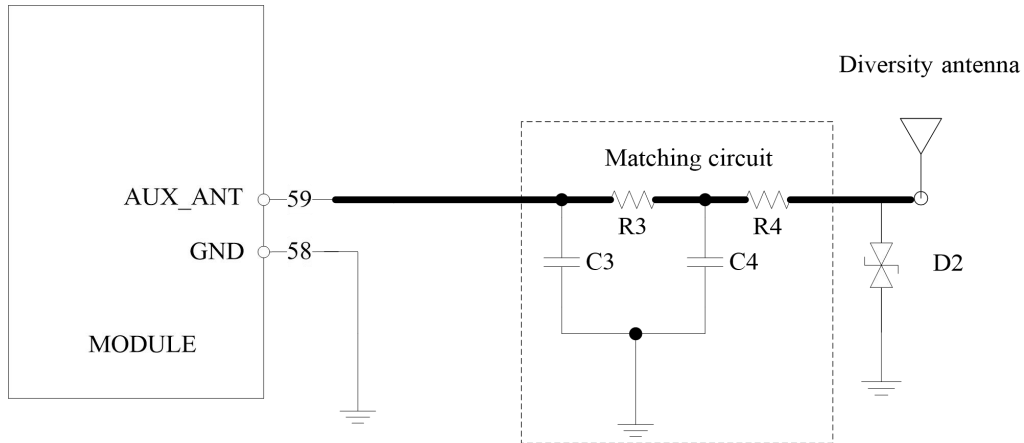 Diversity antenna
Matching circuit
AUX_ANT 59
R3 R4
GND 58
C3 C4 D2
MODULE